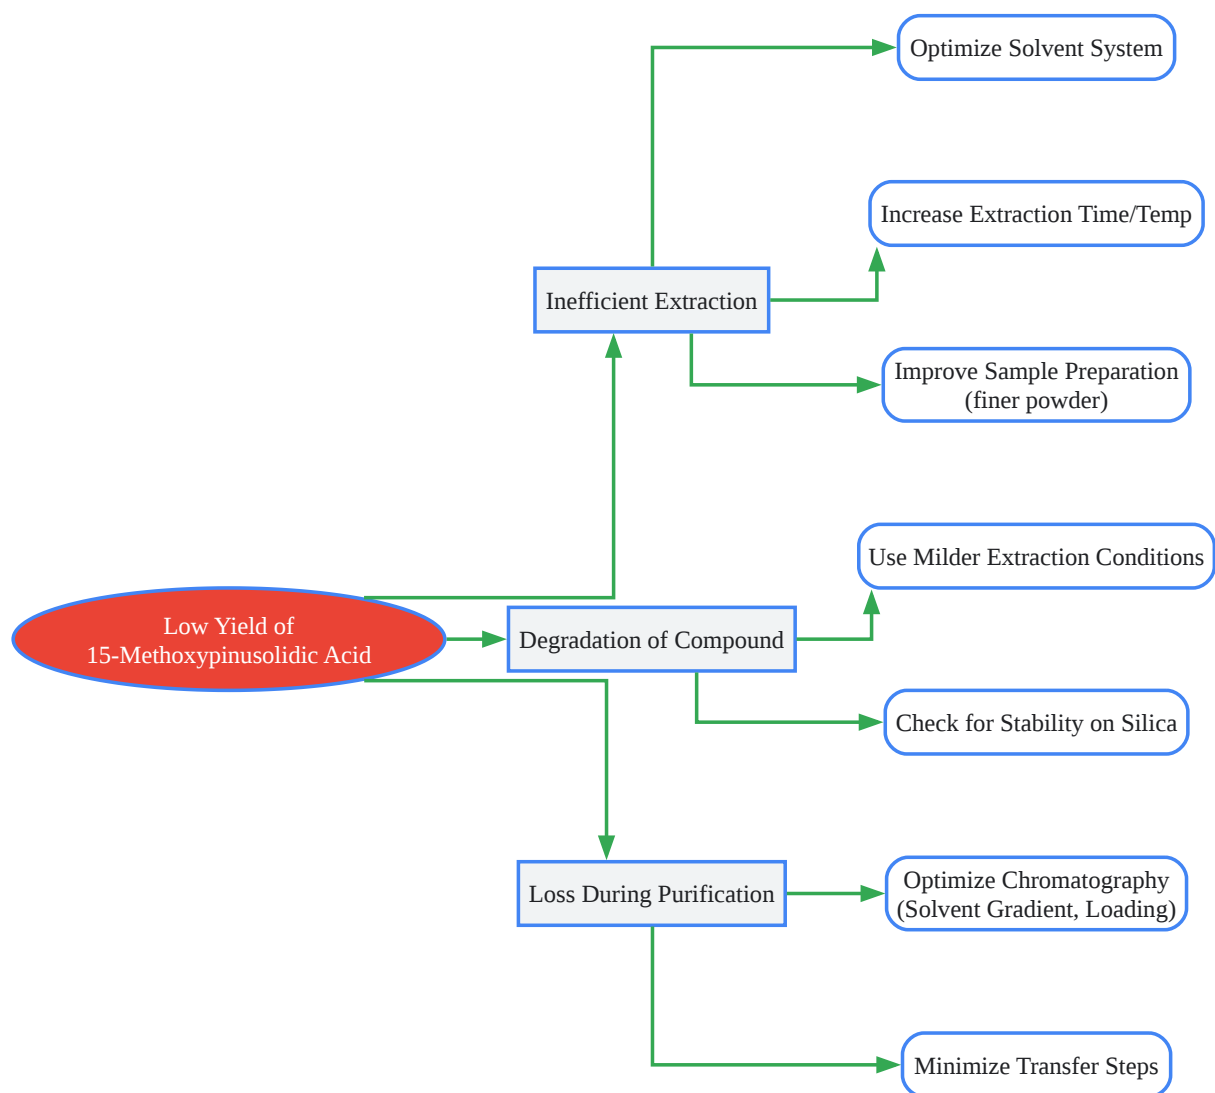 Optimize Solvent System
Increase Extraction Time/Temp
Inefficient Extraction
Improve Sample Preparation
(finer powder)
Use Milder Extraction Conditions
Low Yield of
15-Methoxypinusolidic Acid
Degradation of Compound
Check for Stability on Silica
Loss During Purification
Optimize Chromatography
(Solvent Gradient, Loading)
Minimize Transfer Steps